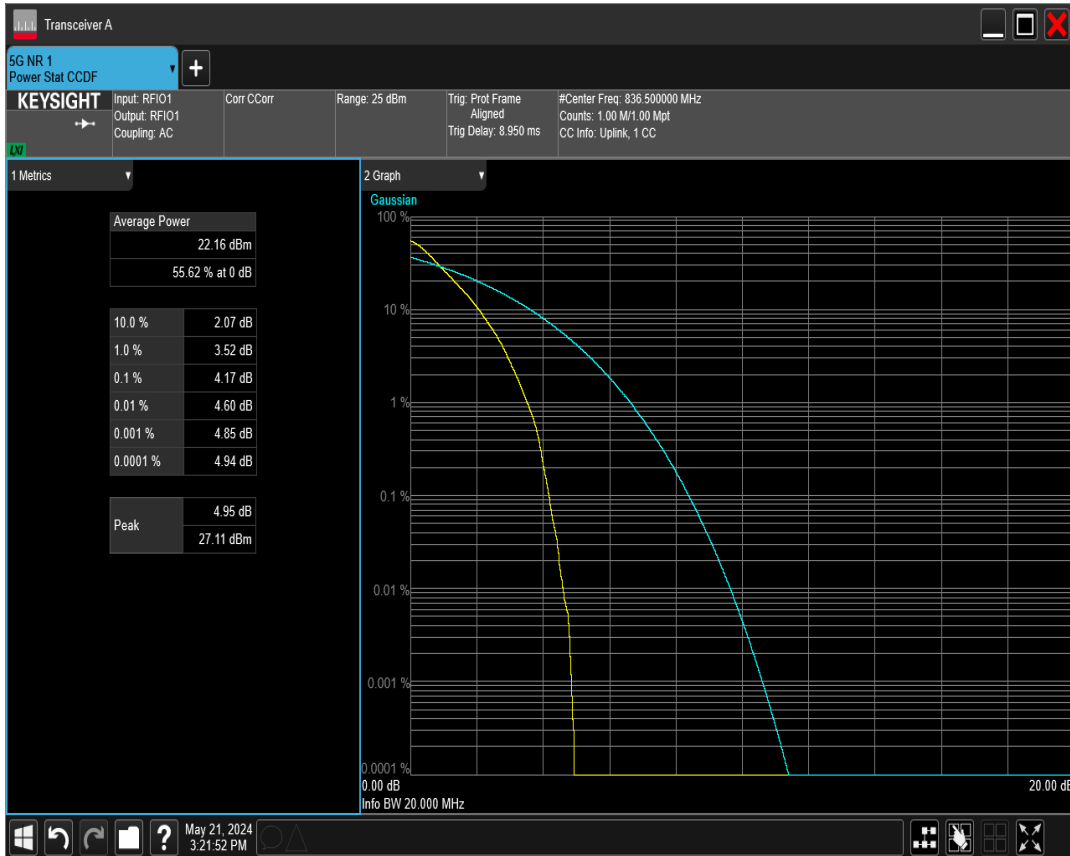 Transceiver A
5G NR 1
Power Stat CCDF
KEYSIGHT
LXI
Input: RFIO1
Output: RFIO1
Coupling: AC
Corr CCorr
Range: 25 dBm
Trig: Prot Frame
Aligned
Trig Delay: 8.950 ms
#Center Freq: 836.500000 MHz
Counts: 1.00 M/1.00 Mpt
CC Info: Uplink, 1 CC
1 Metrics
Average Power
22.16 dBm
55.62 % at 0 dB
10.0 % 2.07 dB
1.0 % 3.52 dB
0.1 % 4.17 dB
0.01 % 4.60 dB
0.001 % 4.85 dB
0.0001 % 4.94 dB
Peak
4.95 dB
27.11 dBm
2 Graph
Gaussian
100 %
10 %
1 %
0.1 %
0.01 %
0.001 %
0.0001 %
0.00 dB
20.00 dB
Info BW 20.000 MHz
?
May 21, 2024
3:21:52 PM